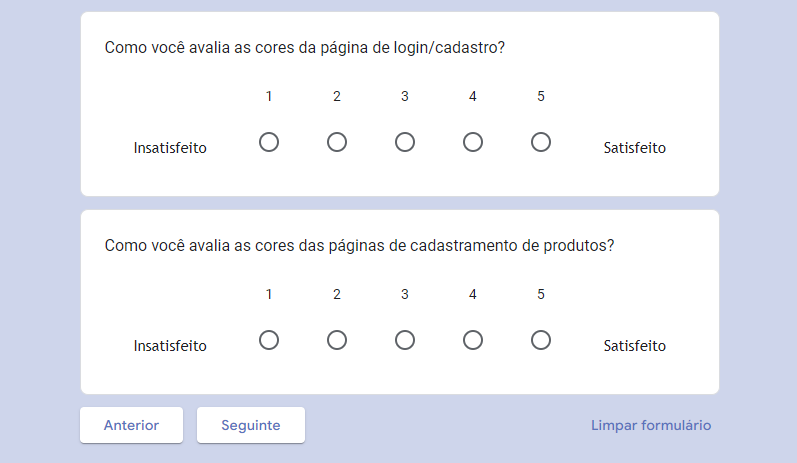 Como você avalia as cores da página de login/cadastro?
1 2 3 4 5
Insatisfeito Satisfeito
Como você avalia as cores das páginas de cadastramento de produtos?
1 2 3 4 5
Insatisfeito Satisfeito
Anterior Seguinte Limpar formulário